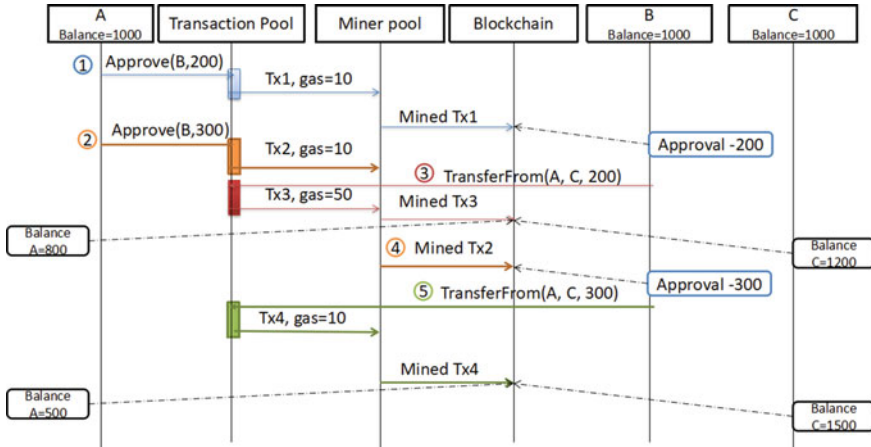 A
Balance=1000
Transaction Pool
Miner pool
Blockchain
B
Balance=1000
C
Balance=1000
① Approve(B,200)
Tx1, gas=10
Mined Tx1
Approval -200
② Approve(B,300)
Tx2, gas=10
③ TransferFrom(A, C, 200)
Tx3, gas=50
Mined Tx3
Balance
A=800
Balance
C=1200
④ Mined Tx2
Approval -300
⑤ TransferFrom(A, C, 300)
Tx4, gas=10
Mined Tx4
Balance
A=500
Balance
C=1500